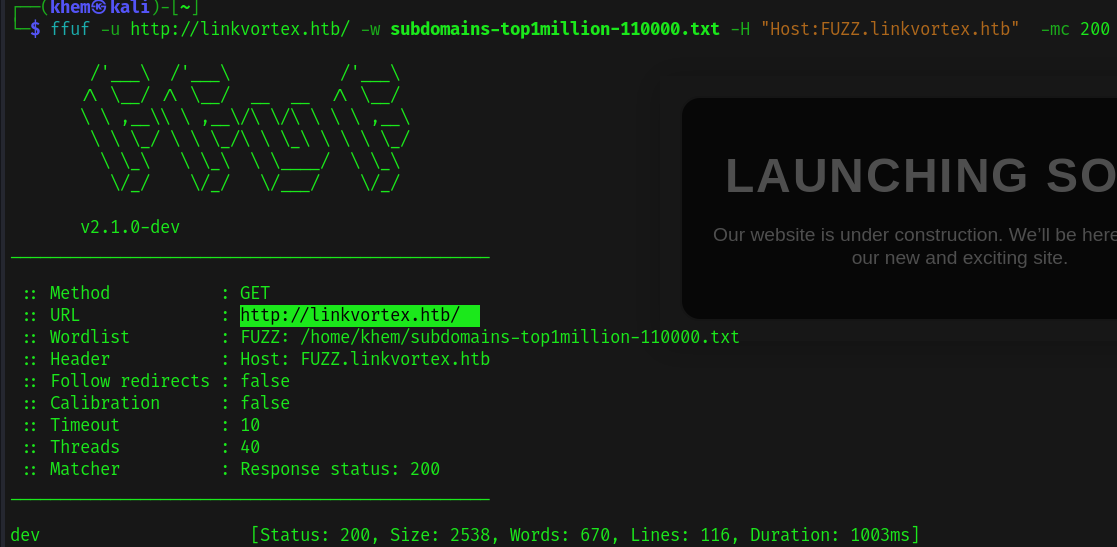 ┌──(khem㉿kali)-[~]
└─$ ffuf -u http://linkvortex.htb/ -w subdomains-top1million-110000.txt -H "Host:FUZZ.linkvortex.htb"  -mc 200

        /'___\  /'___\           /'___\
       /\ \__/ /\ \__/  __  __  /\ \__/
       \ \ ,__\\ \ ,__\/\ \/\ \ \ \ ,__\
        \ \ \_/ \ \ \_/\ \ \_\ \ \ \ \_/
         \ \_\   \ \_\  \ \____/  \ \_\
          \/_/    \/_/   \/___/    \/_/

       v2.1.0-dev
________________________________________________

 :: Method           : GET
 :: URL              : http://linkvortex.htb/
 :: Wordlist         : FUZZ: /home/khem/subdomains-top1million-110000.txt
 :: Header           : Host: FUZZ.linkvortex.htb
 :: Follow redirects : false
 :: Calibration      : false
 :: Timeout          : 10
 :: Threads          : 40
 :: Matcher          : Response status: 200
________________________________________________

dev                     [Status: 200, Size: 2538, Words: 670, Lines: 116, Duration: 1003ms]
LAUNCHING SO
Our website is under construction. We’ll be here
our new and exciting site.